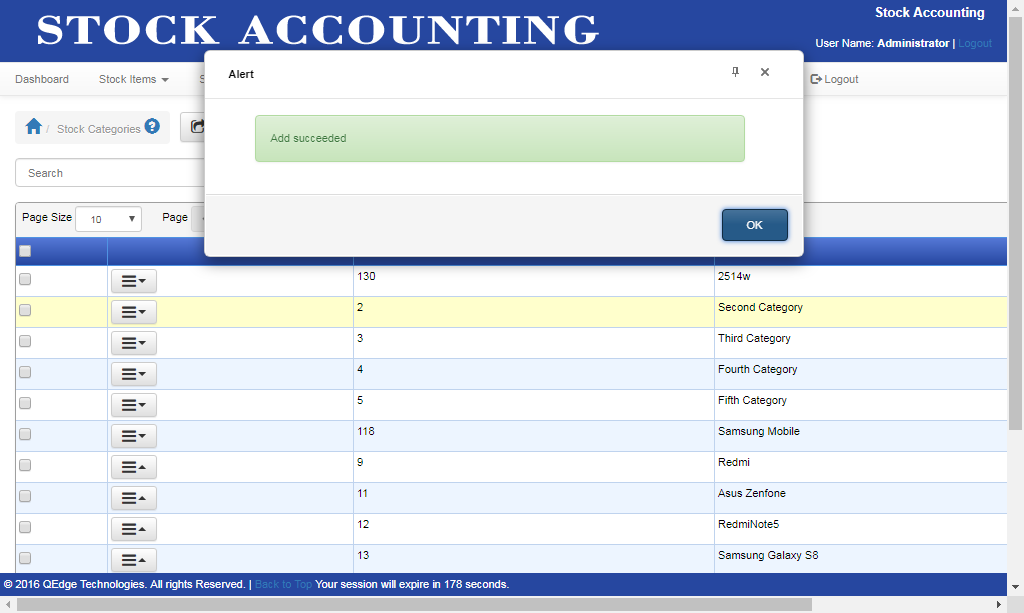 STOCK ACCOUNTING
Stock Accounting
User Name: Administrator | Logout
Dashboard Stock Items S Logout
Alert
Add succeeded
OK
/ Stock Categories ?
Search
Page Size 10 Page
130 2514w
2 Second Category
3 Third Category
4 Fourth Category
5 Fifth Category
118 Samsung Mobile
9 Redmi
11 Asus Zenfone
12 RedmiNote5
13 Samsung Galaxy S8
© 2016 QEdge Technologies. All rights Reserved. | Back to Top Your session will expire in 178 seconds.